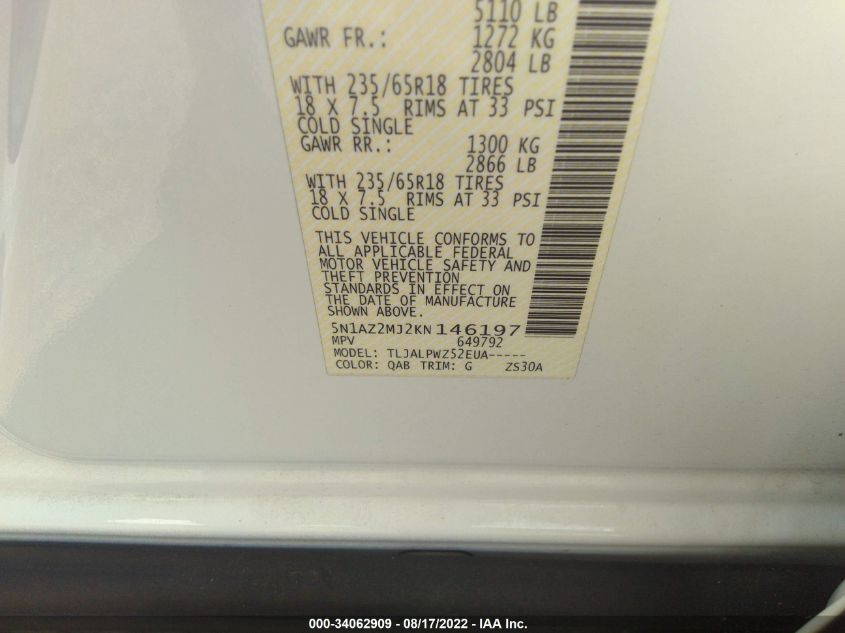 5110 LB
GAWR FR.: 1272 KG
2804 LB
WITH 235/65R18 TIRES
18 X 7.5 RIMS AT 33 PSI
COLD SINGLE
GAWR RR.: 1300 KG
2866 LB
WITH 235/65R18 TIRES
18 X 7.5 RIMS AT 33 PSI
COLD SINGLE
THIS VEHICLE CONFORMS TO
ALL APPLICABLE FEDERAL
MOTOR VEHICLE SAFETY AND
THEFT PREVENTION
STANDARDS IN EFFECT ON
THE DATE OF MANUFACTURE
SHOWN ABOVE.
5N1AZ2MJ2KN146197
MPV 649792
MODEL: TLJALPWZ52EUA-----
COLOR: QAB TRIM: G ZS30A
000-34062909 - 08/17/2022 - IAA Inc.